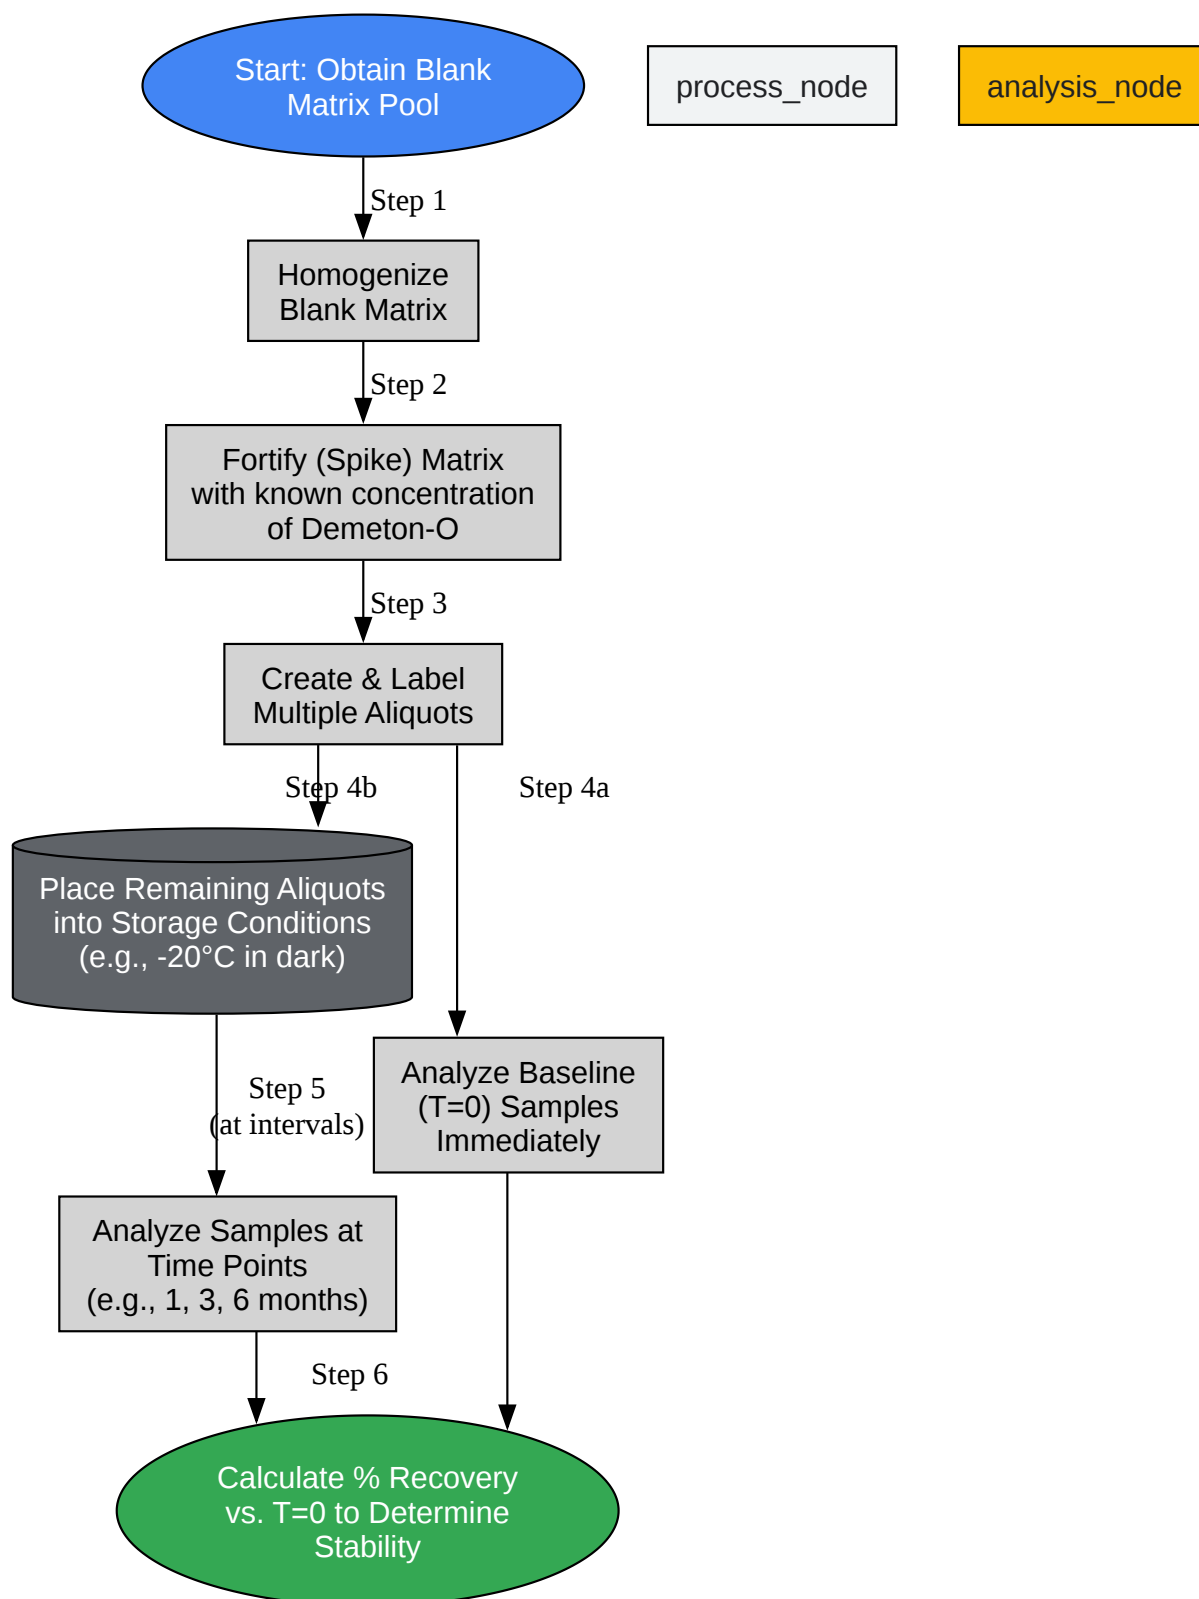 Start: Obtain Blank
Matrix Pool
process_node
analysis_node
Step 1
Homogenize
Blank Matrix
Step 2
Fortify (Spike) Matrix
with known concentration
of Demeton-O
Step 3
Create & Label
Multiple Aliquots
Step 4b
Step 4a
Place Remaining Aliquots
into Storage Conditions
(e.g., -20°C in dark)
Analyze Baseline
(T=0) Samples
Immediately
Step 5
(at intervals)
Analyze Samples at
Time Points
(e.g., 1, 3, 6 months)
Step 6
Calculate % Recovery
vs. T=0 to Determine
Stability